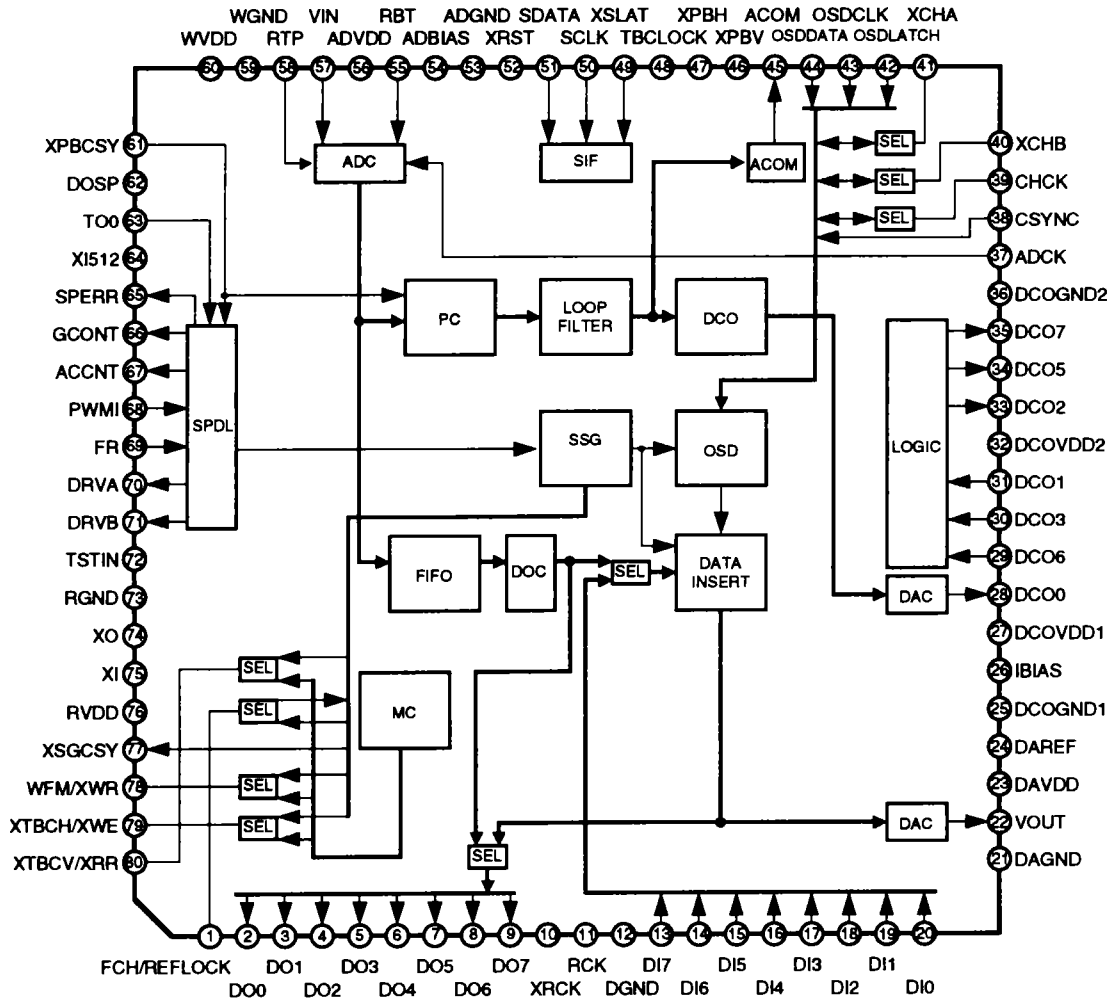 WGND VIN RBT ADGND SDATA XSLAT XPBH ACOM OSDCLK XCHA
WVDD RTP ADVDD ADBIAS XRST SCLK TBCLOCK XPBV OSDDATA OSDLATCH
60 59 58 57 56 55 54 53 52 51 50 49 48 47 46 45 44 43 42 41
XPBCSY 61
DOSP 62
TO0 63
XI512 64
SPERR 65
GCONT 66
ACCNT 67
PWMI 68
FR 69
DRVA 70
DRVB 71
TSTIN 72
RGND 73
XO 74
XI 75
RVDD 76
XSGCSY 77
WFM/XWR 78
XTBCH/XWE 79
XTBCV/XRR 80
ADC
SIF
ACOM
SEL
SEL
SEL
PC
LOOP
FILTER
DCO
SPDL
SSG
OSD
LOGIC
FIFO
DOC
SEL
DATA
INSERT
DAC
SEL
SEL
MC
SEL
SEL
SEL
DAC
40 XCHB
39 CHCK
38 CSYNC
37 ADCK
36 DCOGND2
35 DCO7
34 DCO5
33 DCO2
32 DCOVDD2
31 DCO1
30 DCO3
29 DCO6
28 DCO0
27 DCOVDD1
26 IBIAS
25 DCOGND1
24 DAREF
23 DAVDD
22 VOUT
21 DAGND
1 2 3 4 5 6 7 8 9 10 11 12 13 14 15 16 17 18 19 20
FCH/REFLOCK DO1 DO3 DO5 DO7 RCK DI7 DI5 DI3 DI1
DO0 DO2 DO4 DO6 XRCK DGND DI6 DI4 DI2 DI0